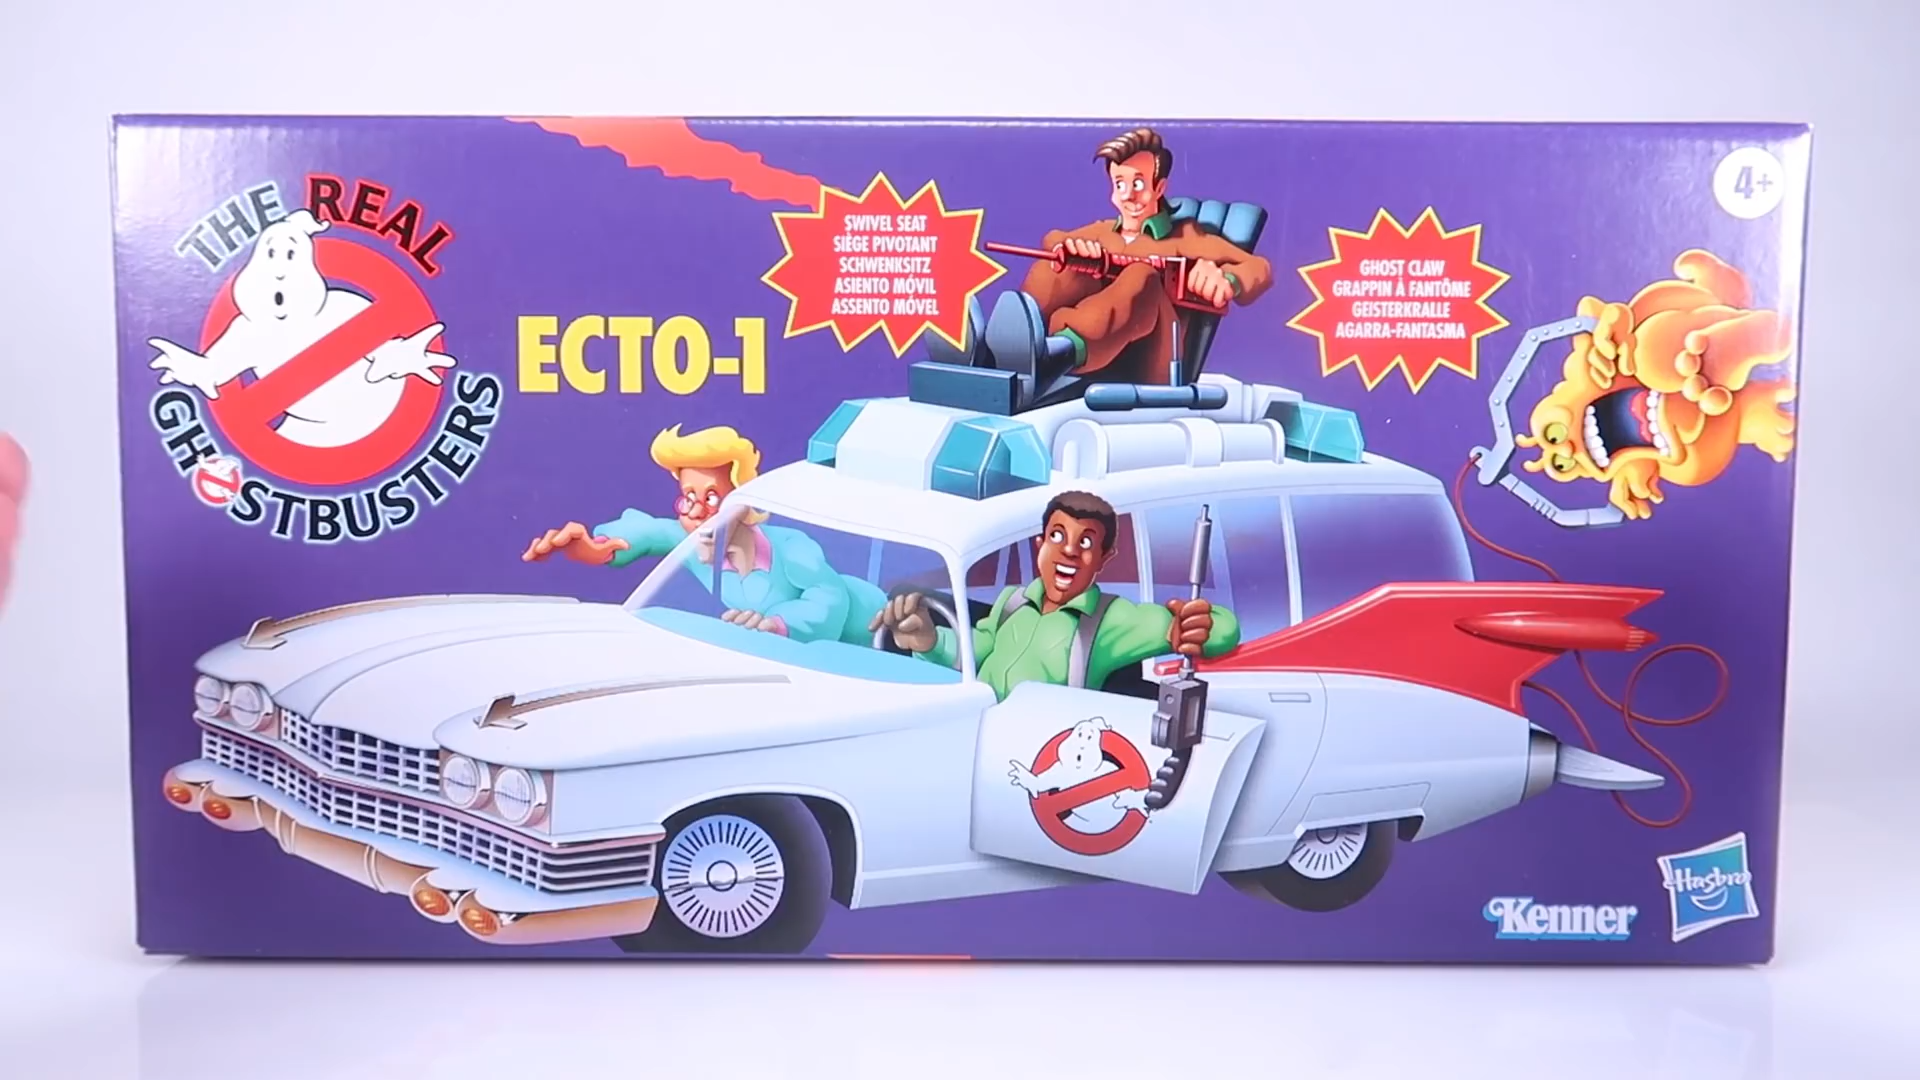 THE REAL
GHOSTBUSTERS
ECTO-1
SWIVEL SEAT
SIÈGE PIVOTANT
SCHWENKSITZ
ASIENTO MÓVIL
ASSENTO MÓVEL
GHOST CLAW
GRAPPIN À FANTÔME
GEISTERKRALLE
AGARRA-FANTASMA
4+
Kenner
Hasbro